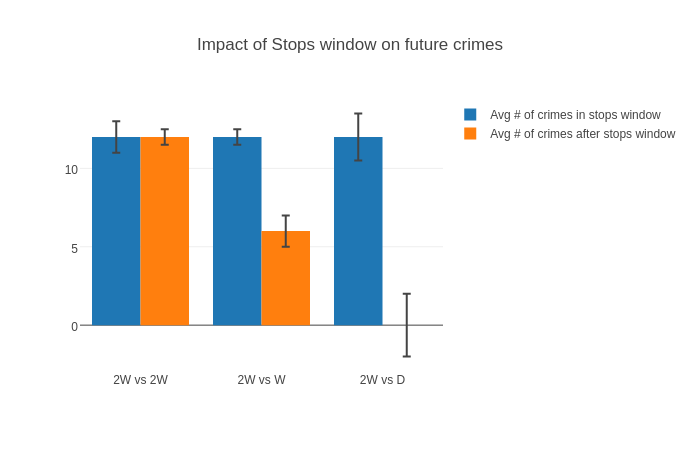 Impact of Stops window on future crimes
Avg # of crimes in stops window
Avg # of crimes after stops window
10
5
0
2W vs 2W
2W vs W
2W vs D